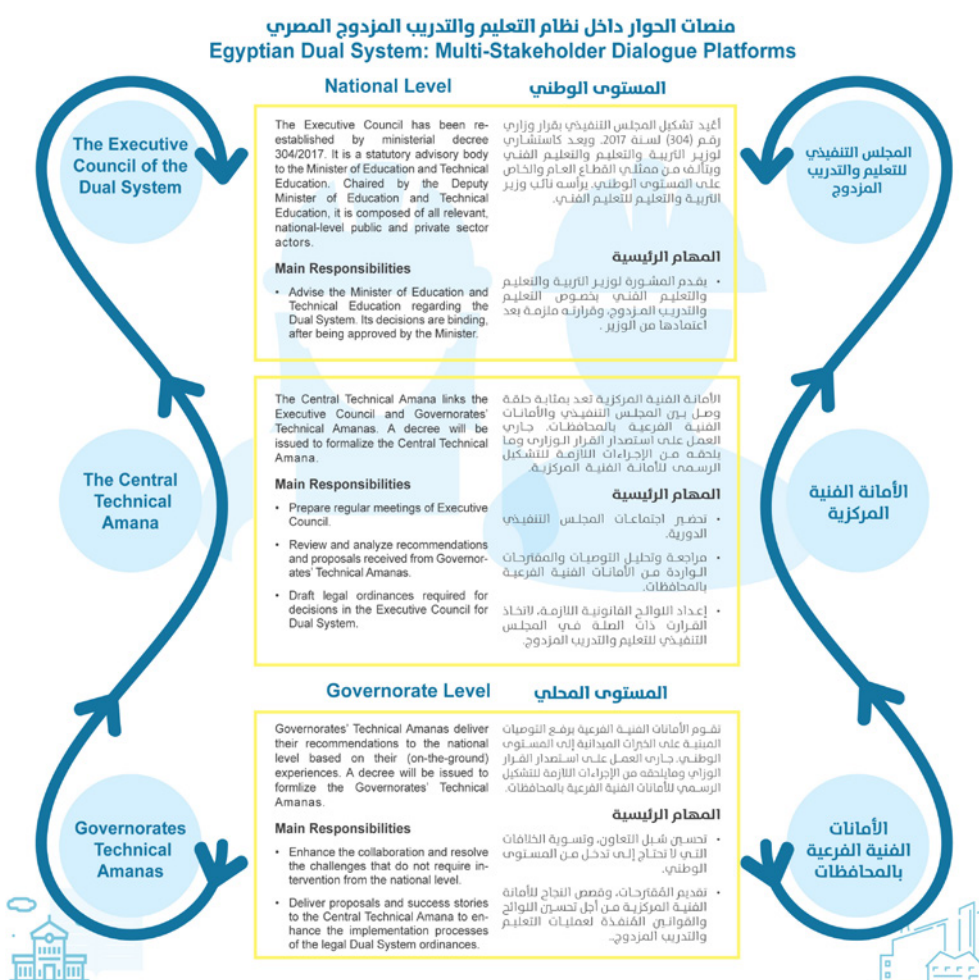 منصات الحوار داخل نظام التعليم والتدريب المزدوج المصري
Egyptian Dual System: Multi-Stakeholder Dialogue Platforms
National Level
المستوى الوطني
The Executive
Council of the
Dual System
The Executive Council has been re-
established by ministerial decree
304/2017. It is a statutory advisory body
to the Minister of Education and Technical
Education. Chaired by the Deputy
Minister of Education and Technical
Education, it is composed of all relevant,
national-level public and private sector
actors.
Main Responsibilities
• Advise the Minister of Education and
Technical Education regarding the
Dual System. Its decisions are binding,
after being approved by the Minister.
أعيد تشكيل المجلس التنفيذي بقرار وزاري
رقم (304) لسنة 2017. ويعد كاستشاري
لوزير التربية والتعليم والتعليم الفني
ويتألف من ممثلي القطاع العام والخاص
على المستوى الوطني. يرأسه نائب وزير
التربية والتعليم للتعليم الفني.
المهام الرئيسية
• يقدم المشورة لوزير التربية والتعليم
والتعليم الفني بخصوص التعليم
والتدريب المزدوج، وقراراته ملزمة بعد
اعتمادها من الوزير .
المجلس التنفيذي
للتعليم والتدريب
المزدوج
The Central
Technical
Amana
The Central Technical Amana links the
Executive Council and Governorates'
Technical Amanas. A decree will be
issued to formalize the Central Technical
Amana.
Main Responsibilities
• Prepare regular meetings of Executive
Council.
• Review and analyze recommendations
and proposals received from Governor-
ates' Technical Amanas.
• Draft legal ordinances required for
decisions in the Executive Council for
Dual System.
الأمانة الفنية المركزية تعد بمثابة حلقة
وصل بين المجلس التنفيذي والأمانات
الفنية الفرعية بالمحافظات. جاري
العمل على استصدار القرار الوزاري وما
يلحقه من الإجراءات اللازمة للتشكيل
الرسمي للأمانة الفنية المركزية.
المهام الرئيسية
• تحضير اجتماعات المجلس التنفيذي
الدورية.
• مراجعة وتحليل التوصيات والمقترحات
الواردة من الأمانات الفنية الفرعية
بالمحافظات.
• إعداد اللوائح القانونية اللازمة، لاتخاذ
القرارت ذات الصلة في المجلس
التنفيذي للتعليم والتدريب المزدوج.
الأمانة الفنية
المركزية
Governorate Level
المستوى المحلي
Governorates
Technical
Amanas
Governorates' Technical Amanas deliver
their recommendations to the national
level based on their (on-the-ground)
experiences. A decree will be issued to
formlize the Governorates' Technical
Amanas.
Main Responsibilities
• Enhance the collaboration and resolve
the challenges that do not require in-
tervention from the national level.
• Deliver proposals and success stories
to the Central Technical Amana to en-
hance the implementation processes
of the legal Dual System ordinances.
تقوم الأمانات الفنية الفرعية برفع التوصيات
المبنية على الخبرات الميدانية إلى المستوى
الوطني. جارى العمل على استصدار القرار
الوزاي ومايلحقه من الإجراءات اللازمة للتشكيل
الرسمي للأمانات الفنية الفرعية بالمحافظات.
المهام الرئيسية
• تحسين سُبل التعاون، وتسوية الخلافات
التي لا تحتاج إلى تدخل من المستوى
الوطني.
• تقديم المُقترحات، وقصص النجاح للأمانة
الفنية المركزية من أجل تحسين اللوائح
والقوانين المُنفذة لعمليات التعليم
والتدريب المزدوج.
الأمانات
الفنية الفرعية
بالمحافظات